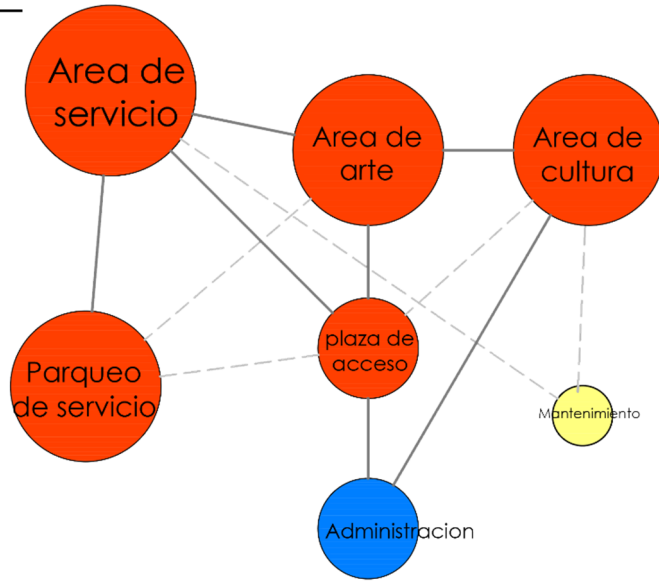 Area de
servicio
Area de
arte
Area de
cultura
plaza de
acceso
Parqueo
de servicio
Mantenimiento
Administracion